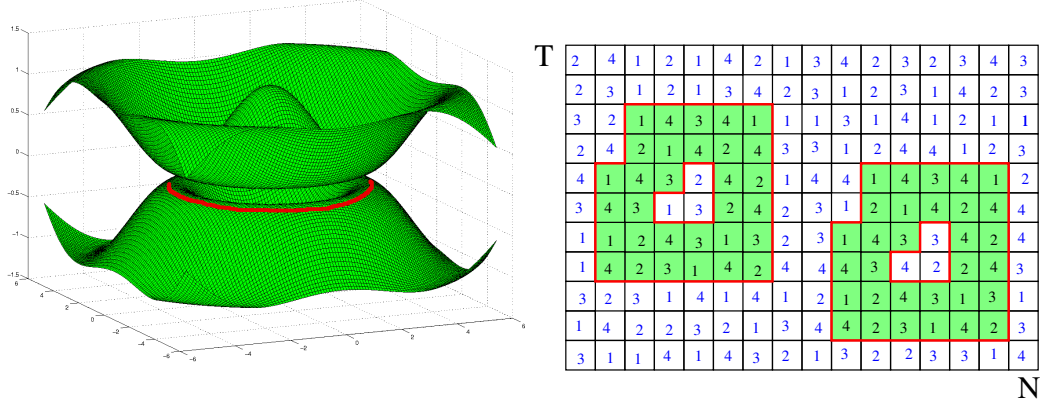 1.5
1
0.5
0
−0.5
−1
−1.5
6
4
2
0
−2
−4
−6
−6
−4
−2
0
2
4
6
T
2 4 1 2 1 4 2 1 3 4 2 3 2 3 4 3
2 3 1 2 1 3 4 2 3 1 2 3 1 4 2 3
3 2 1 4 3 4 1 1 1 3 1 4 1 2 1 1
2 4 2 1 4 2 4 3 3 1 2 4 4 1 2 3
4 1 4 3 2 4 2 1 4 4 1 4 3 4 1 2
3 4 3 1 3 2 4 2 3 1 2 1 4 2 4 4
1 1 2 4 3 1 3 2 3 1 4 3 3 4 2 4
1 4 2 3 1 4 2 4 4 4 3 4 2 2 4 3
3 2 3 1 4 1 4 1 2 1 2 4 3 1 3 1
1 4 2 2 3 2 1 3 4 4 2 3 1 4 2 3
3 1 1 4 1 4 3 2 1 3 2 2 3 3 1 4
N